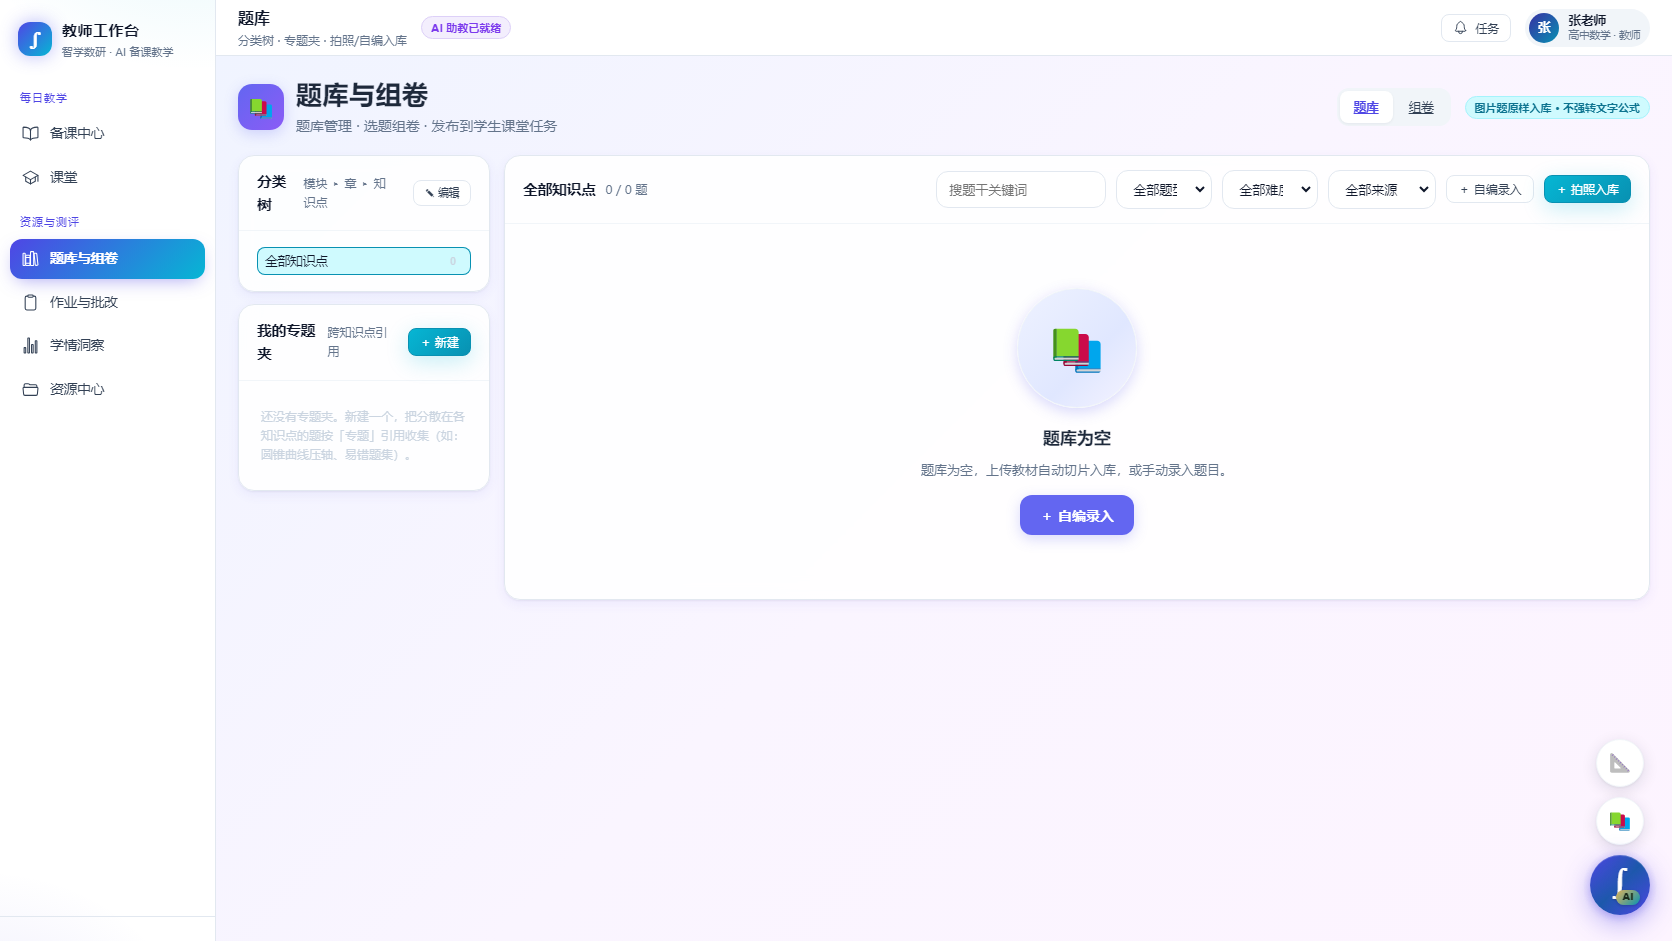 教师工作台
智学数研 · AI 备课教学
每日教学
备课中心
课堂
资源与测评
题库与组卷
作业与批改
学情洞察
资源中心
题库
分类树 · 专题夹 · 拍照/自编入库
AI 助教已就绪
任务
张
张老师
高中数学 · 教师
题库与组卷
题库管理 · 选题组卷 · 发布到学生课堂任务
题库
组卷
图片题原样入库 • 不强转文字公式
分类
树
模块 ▸ 章 ▸ 知
识点
编辑
全部知识点
0
我的专题
夹
跨知识点引
用
+ 新建
还没有专题夹。新建一个，把分散在各
知识点的题按「专题」引用收集（如：
圆锥曲线压轴、易错题集）。
全部知识点
0 / 0 题
搜题干关键词
全部题
全部难
全部来源
+ 自编录入
+ 拍照入库
题库为空
题库为空，上传教材自动切片入库，或手动录入题目。
+ 自编录入
∫
AI